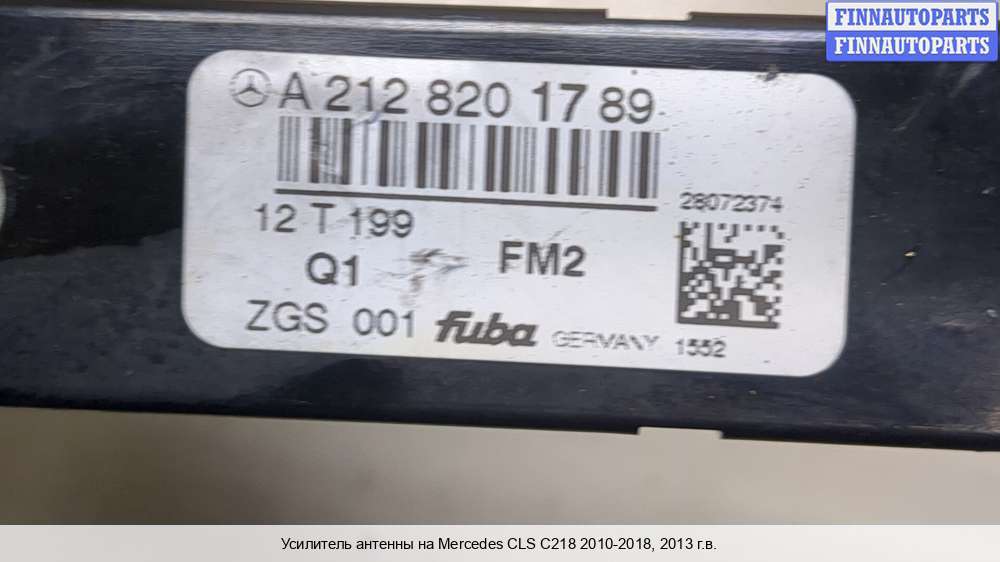 FINNAUTOPARTS
FINNAUTOPARTS
A 212 820 17 89
28072374
12 T 199
Q1
FM2
ZGS 001 fuba GERMANY 1552
Усилитель антенны на Mercedes CLS C218 2010-2018, 2013 г.в.